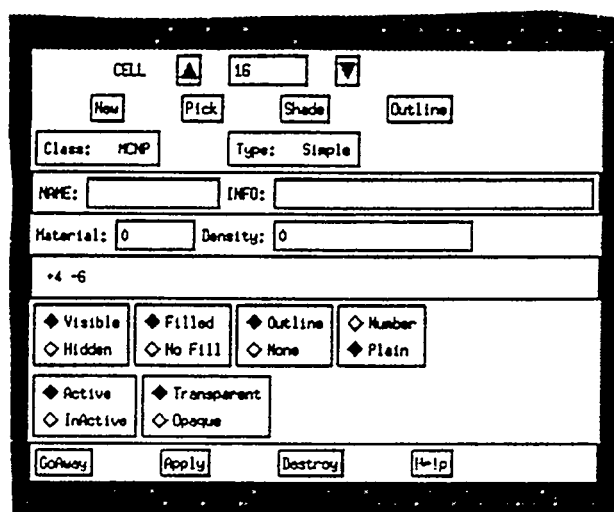 CELL ▲ 16 ▼
New Pick Shade Outline
Class: MCNP Type: Simple
NAME: INFO:
Material: 0 Density: 0
+4 -6
◆ Visible ◆ Filled ◆ Outline ◇ Number
◇ Hidden ◇ No Fill ◇ None ◆ Plain
◆ Active ◆ Transparent
◇ InActive ◇ Opaque
GoAway Apply Destroy Help